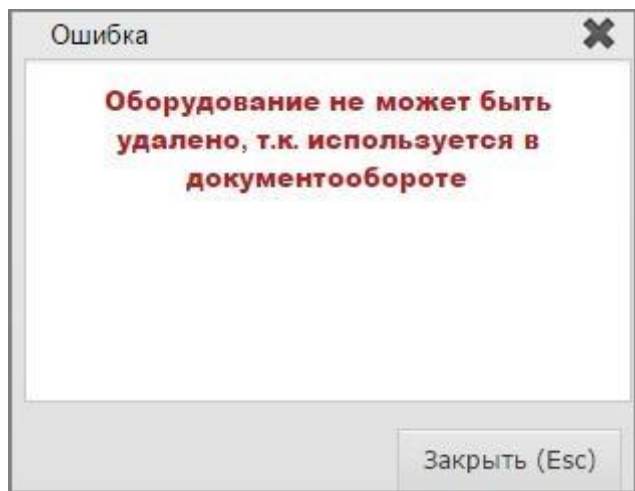 Ошибка
Оборудование не может быть
удалено, т.к. используется в
документообороте
Закрыть (Esc)